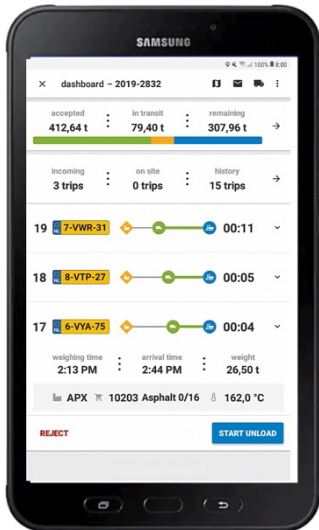 SAMSUNG
100% 8:00
dashboard – 2019-2832
accepted in transit remaining
412,64 t 79,40 t 307,96 t
incoming on site history
3 trips 0 trips 15 trips
19 NL 7-VWR-31 00:11
18 NL 8-VTP-27 00:05
17 NL 6-VYA-75 00:04
weighing time arrival time weight
2:13 PM 2:44 PM 26,50 t
APX 10203 Asphalt 0/16 162,0 °C
REJECT START UNLOAD